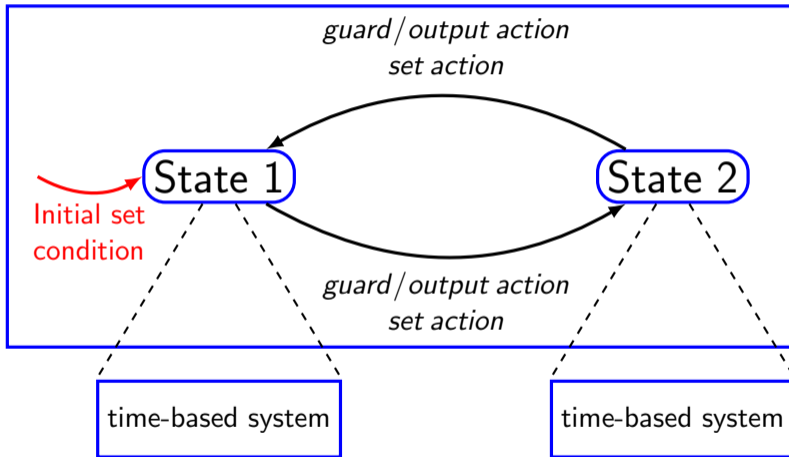 guard/output action
set action
State 1
State 2
Initial set
condition
guard/output action
set action
time-based system
time-based system